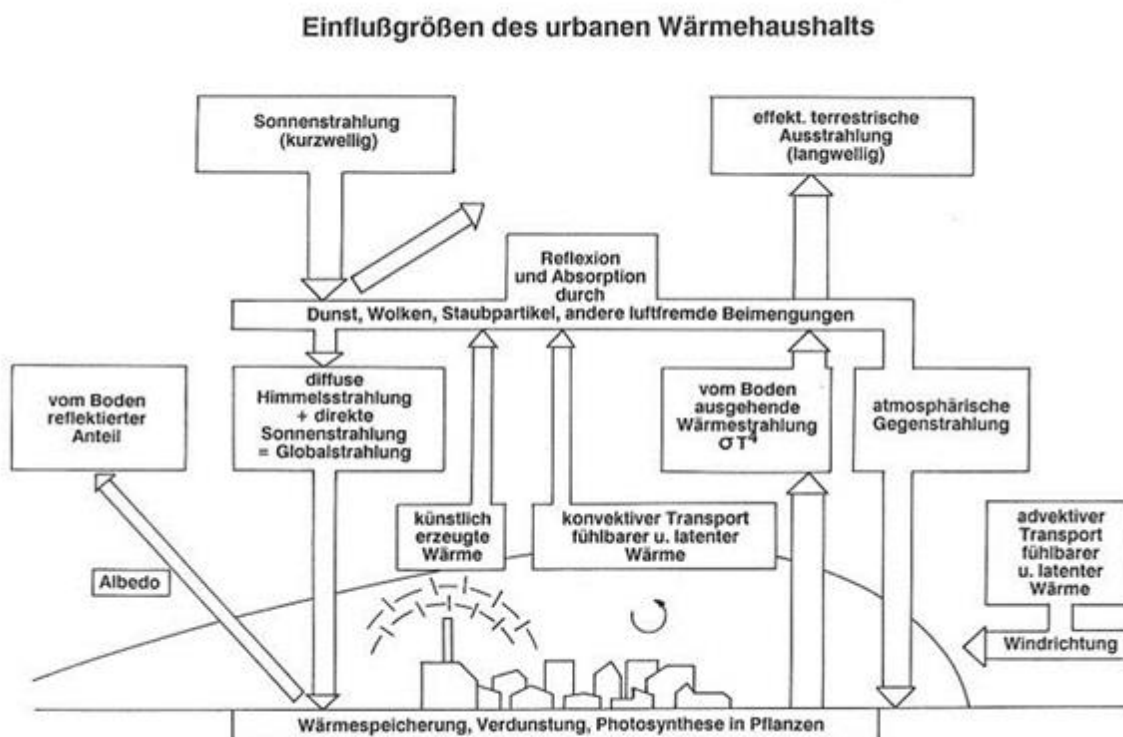 Einflußgrößen des urbanen Wärmehaushalts
Sonnenstrahlung
(kurzwellig)
effekt. terrestrische
Ausstrahlung
(langwellig)
Reflexion
und Absorption
durch
Dunst, Wolken, Staubpartikel, andere luftfremde Beimengungen
vom Boden
reflektierter
Anteil
diffuse
Himmelsstrahlung
+ direkte
Sonnenstrahlung
= Globalstrahlung
vom Boden
ausgehende
Wärmestrahlung
σT⁴
atmosphärische
Gegenstrahlung
künstlich
erzeugte
Wärme
konvektiver Transport
fühlbarer u. latenter
Wärme
advektiver
Transport
fühlbarer
u. latenter
Wärme
Albedo
Windrichtung
Wärmespeicherung, Verdunstung, Photosynthese in Pflanzen